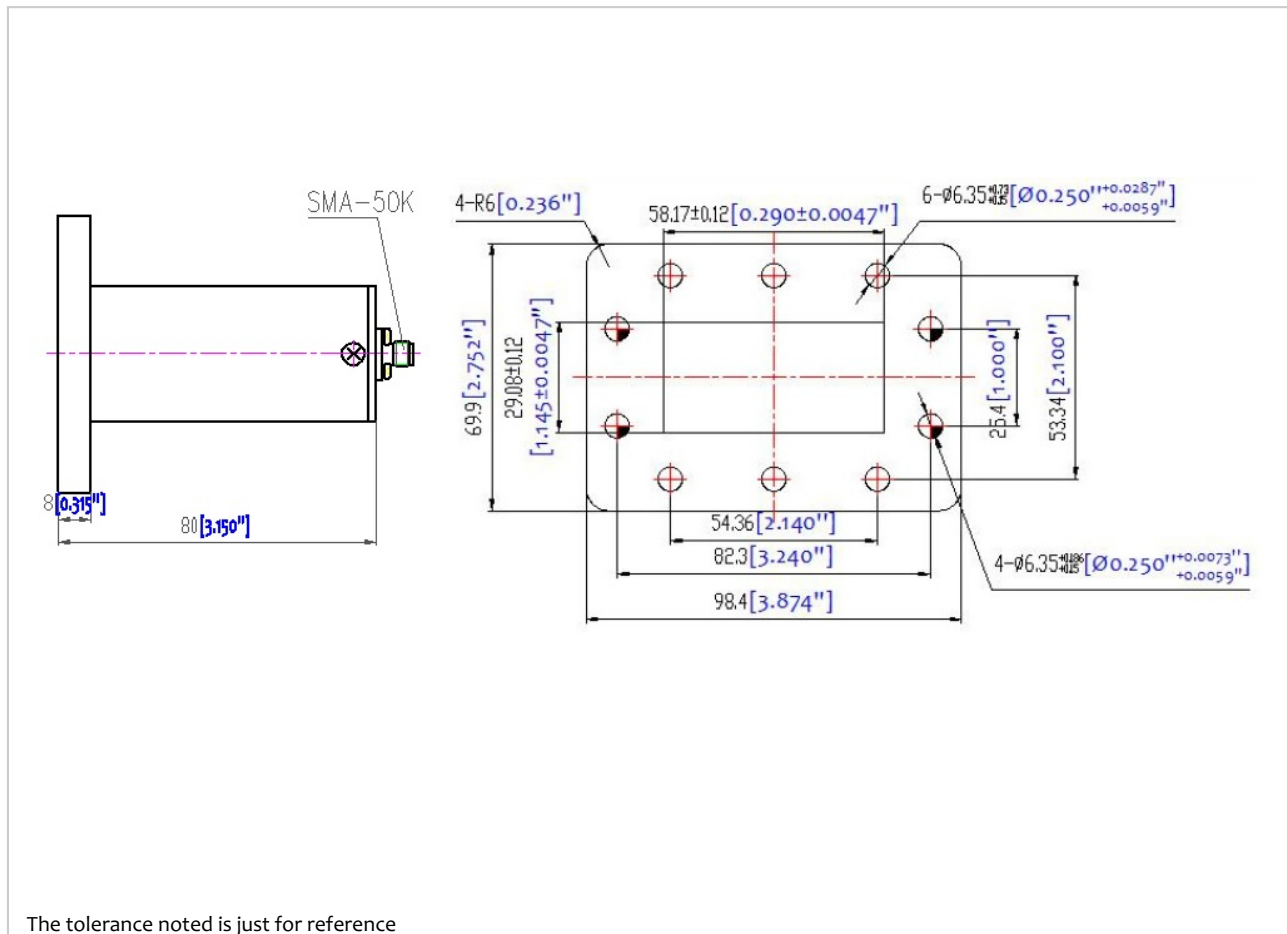 SMA-50K
4-R6[0.236"]
58.17±0.12[0.290±0.0047"]
6-ø6.35 [Ø0.250"+0.0287" +0.0059"]
69.9[2.752"]
29.08±0.12
[1.145±0.0047"]
25.4[1.000"]
53.34[2.100"]
8[0.315"]
80[3.150"]
54.36[2.140"]
82.3[3.240"]
98.4[3.874"]
4-ø6.35 [Ø0.250"+0.0073" +0.0059"]
The tolerance noted is just for reference